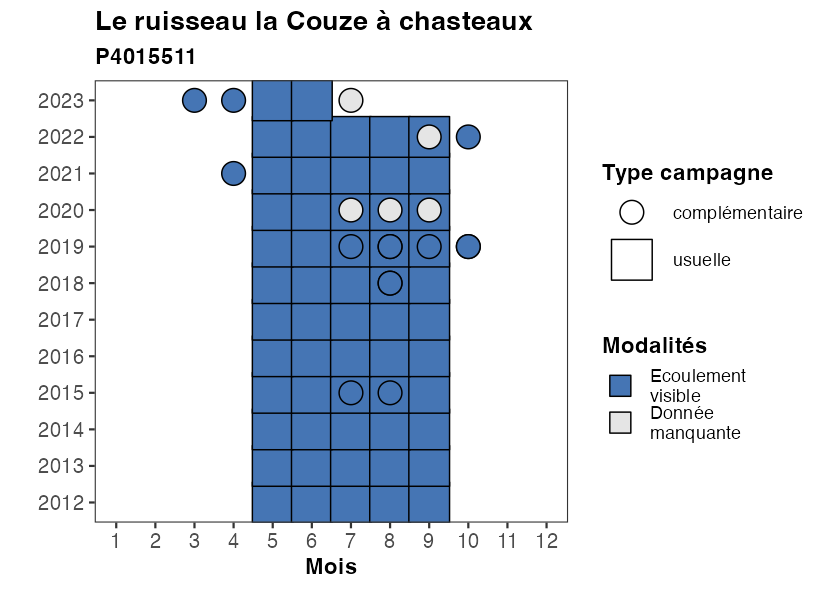 Le ruisseau la Couze à chasteaux
P4015511
2023
2022
2021
2020
2019
2018
2017
2016
2015
2014
2013
2012
1 2 3 4 5 6 7 8 9 10 11 12
Mois
Type campagne
complémentaire
usuelle
Modalités
Ecoulement
visible
Donnée
manquante